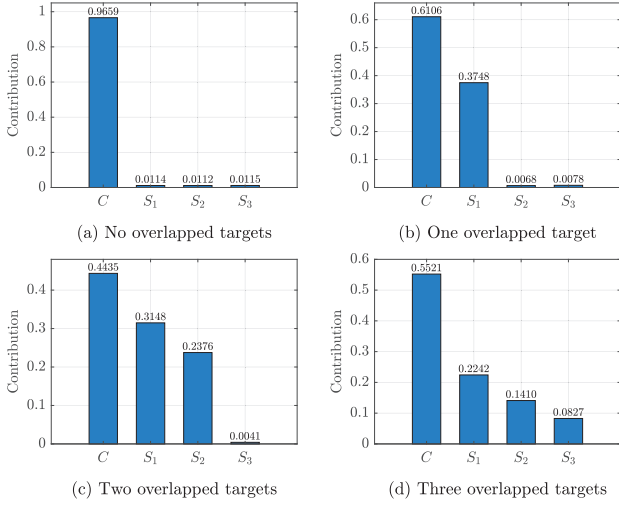 Contribution
1
0.8
0.6
0.4
0.2
0
0.9659
0.0114
0.0112
0.0115
C
S₁
S₂
S₃
(a) No overlapped targets
Contribution
0.6
0.5
0.4
0.3
0.2
0.1
0
0.6106
0.3748
0.0068
0.0078
C
S₁
S₂
S₃
(b) One overlapped target
Contribution
0.4
0.3
0.2
0.1
0
0.4435
0.3148
0.2376
0.0041
C
S₁
S₂
S₃
(c) Two overlapped targets
Contribution
0.6
0.5
0.4
0.3
0.2
0.1
0
0.5521
0.2242
0.1410
0.0827
C
S₁
S₂
S₃
(d) Three overlapped targets